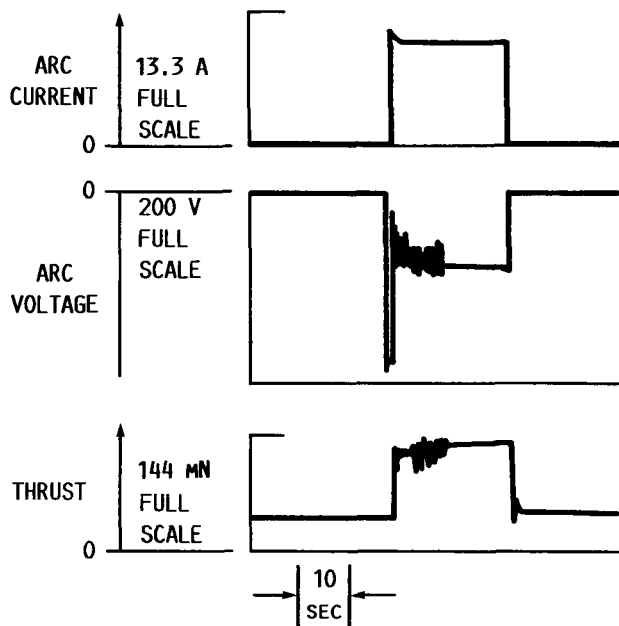 ARC
CURRENT
0
13.3 A
FULL
SCALE
0
200 V
FULL
SCALE
ARC
VOLTAGE
THRUST
0
144 MN
FULL
SCALE
10
SEC